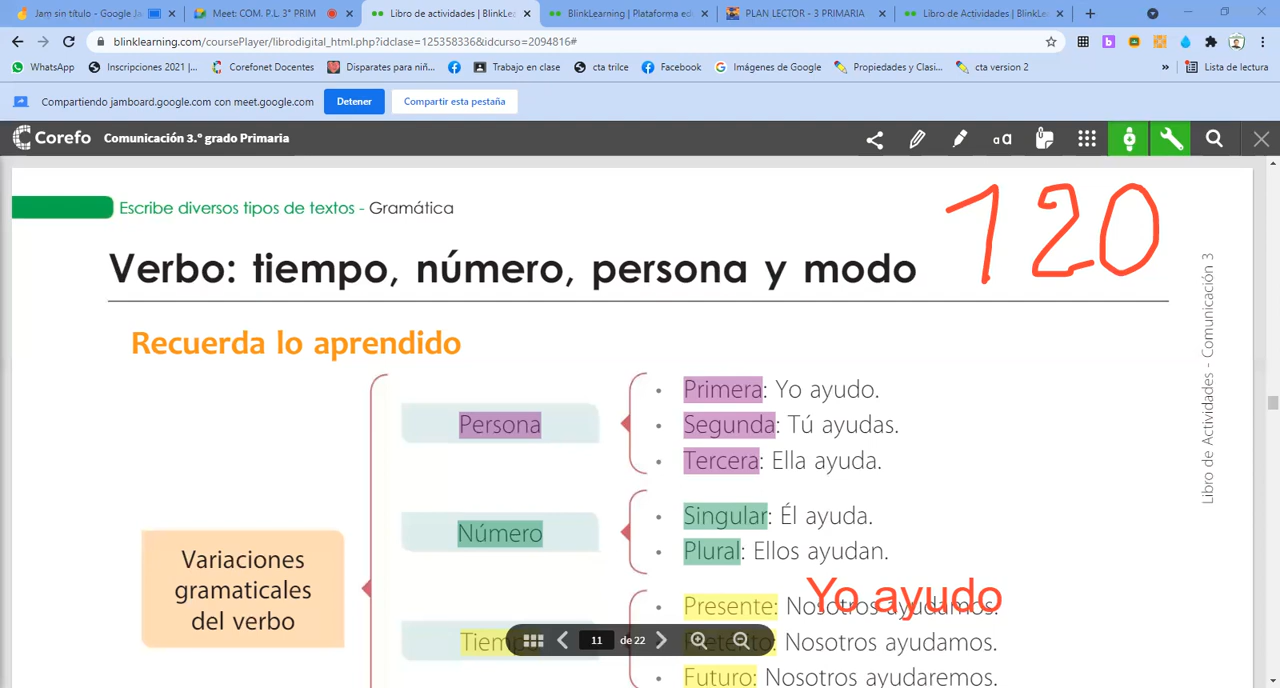 Jam sin título - Google Ja
Meet: COM. P.L. 3° PRIM
Libro de actividades | BlinkLe
BlinkLearning | Plataforma ed
PLAN LECTOR - 3 PRIMARIA
Libro de Actividades | BlinkLe
blinklearning.com/coursePlayer/librodigital_html.php?idclase=125358336&idcurso=2094816#
WhatsApp
Inscripciones 2021 |...
Corefonet Docentes
Disparates para niñ...
Trabajo en clase
cta trilce
Facebook
Imágenes de Google
Propiedades y Clasi...
cta version 2
»
Lista de lectura
Compartiendo jamboard.google.com con meet.google.com
Detener
Compartir esta pestaña
Corefo
Comunicación 3.º grado Primaria
aa
Escribe diversos tipos de textos - Gramática
120
Verbo: tiempo, número, persona y modo
Libro de Actividades - Comunicación 3
Recuerda lo aprendido
Variaciones
gramaticales
del verbo
Persona
• Primera: Yo ayudo.
• Segunda: Tú ayudas.
• Tercera: Ella ayuda.
Número
• Singular: Él ayuda.
• Plural: Ellos ayudan.
Yo ayudo
• Presente: Nosotros ayudamos.
Nosotros ayudamos.
Futuro: Nosotros ayudaremos.
11 de 22